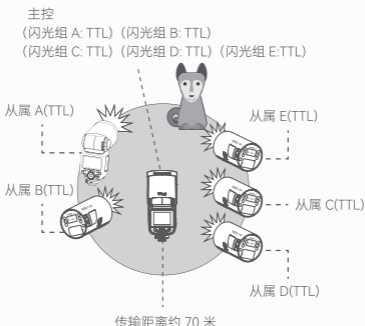 主控
（闪光组 A: TTL)（闪光组 B: TTL)
（闪光组 C: TTL)（闪光组 D: TTL)（闪光组 E:TTL)
从属 A(TTL)
从属 E(TTL)
从属 B(TTL)
从属 C(TTL)
从属 D(TTL)
传输距离约 70 米